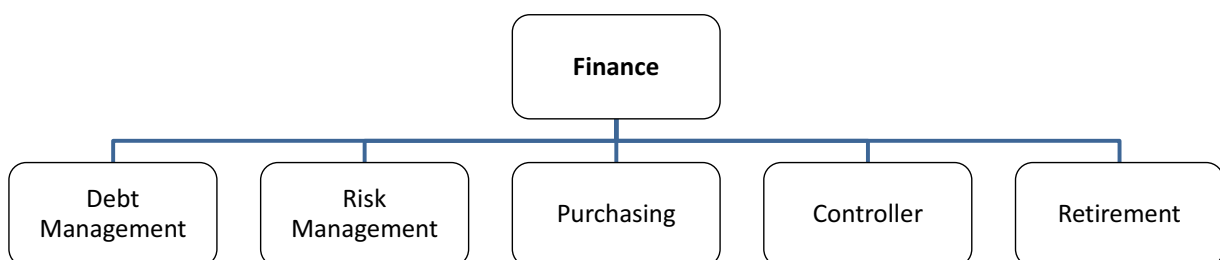 Finance
Debt
Management
Risk
Management
Purchasing
Controller
Retirement